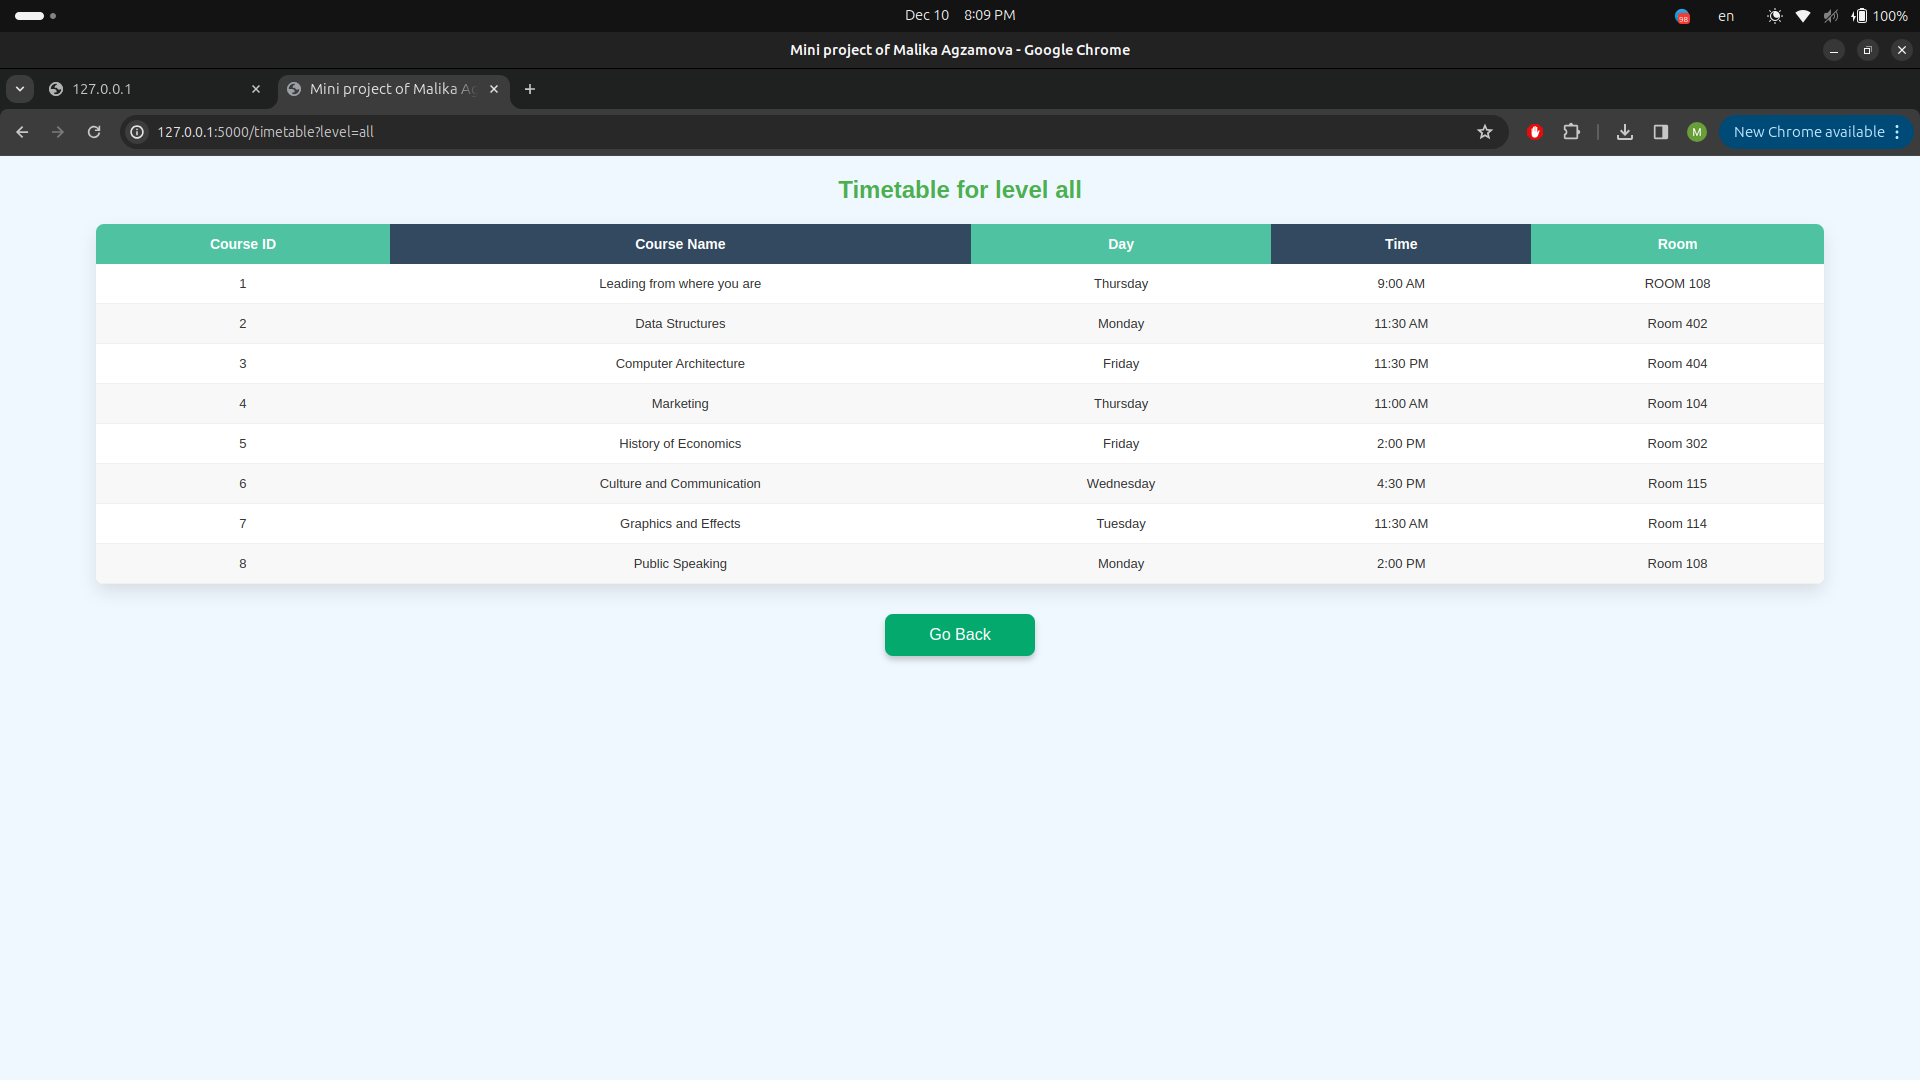 Dec 10 8:09 PM
98
en
100%
Mini project of Malika Agzamova - Google Chrome
127.0.0.1
Mini project of Malika Ag
127.0.0.1:5000/timetable?level=all
M
New Chrome available
Timetable for level all
Course ID Course Name Day Time Room
1 Leading from where you are Thursday 9:00 AM ROOM 108
2 Data Structures Monday 11:30 AM Room 402
3 Computer Architecture Friday 11:30 PM Room 404
4 Marketing Thursday 11:00 AM Room 104
5 History of Economics Friday 2:00 PM Room 302
6 Culture and Communication Wednesday 4:30 PM Room 115
7 Graphics and Effects Tuesday 11:30 AM Room 114
8 Public Speaking Monday 2:00 PM Room 108
Go Back